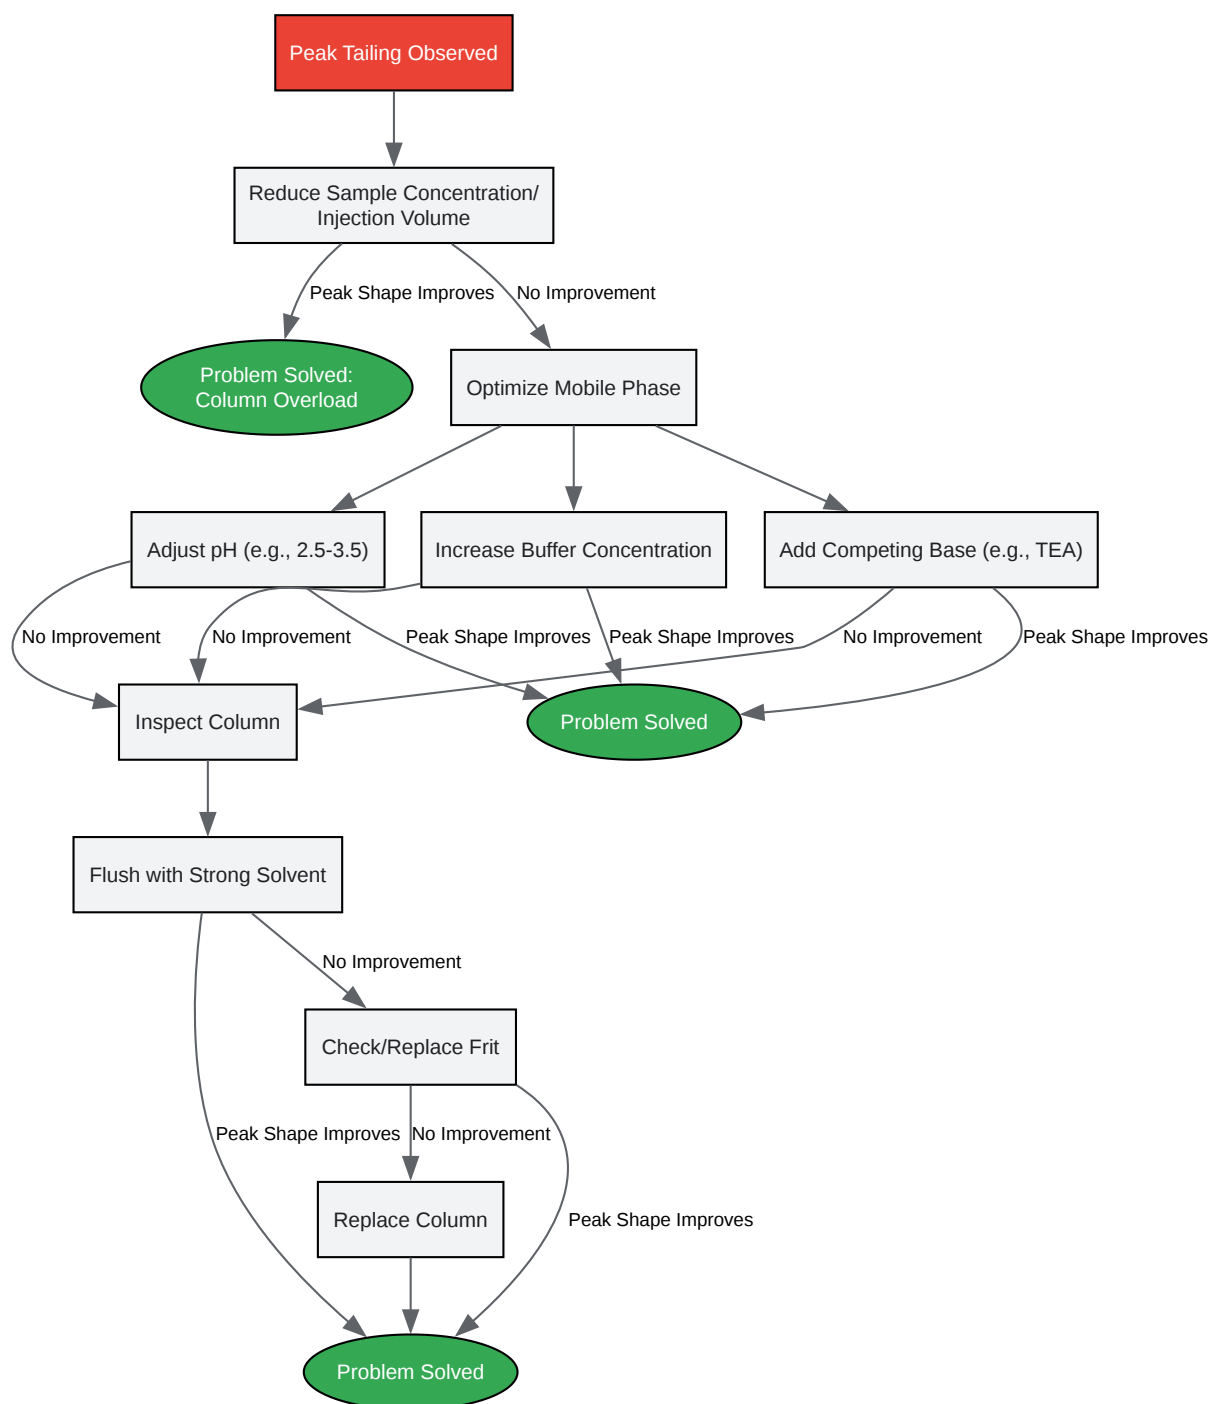 Peak Tailing Observed
Reduce Sample Concentration/
Injection Volume
Peak Shape Improves
No Improvement
Problem Solved:
Column Overload
Optimize Mobile Phase
Adjust pH (e.g., 2.5-3.5)
Increase Buffer Concentration
Add Competing Base (e.g., TEA)
No Improvement
No Improvement
Peak Shape Improves
Peak Shape Improves
No Improvement
Peak Shape Improves
Inspect Column
Problem Solved
Flush with Strong Solvent
No Improvement
Check/Replace Frit
Peak Shape Improves
No Improvement
Replace Column
Peak Shape Improves
Problem Solved